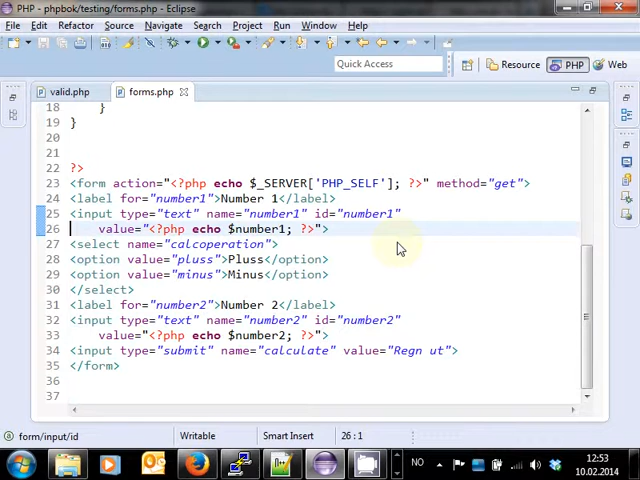 PHP - phpbok/testing/forms.php - Eclipse
File Edit Refactor Source Navigate Search Project Run Window Help
Quick Access
Resource PHP Web
valid.php forms.php
18 }
19 }
20
21
22 ?>
23 <form action="<?php echo $_SERVER['PHP_SELF']; ?>" method="get">
24 <label for="number1">Number 1</label>
25 <input type="text" name="number1" id="number1"
26 value="<?php echo $number1; ?>">
27 <select name="calcoperation">
28 <option value="pluss">Pluss</option>
29 <option value="minus">Minus</option>
30 </select>
31 <label for="number2">Number 2</label>
32 <input type="text" name="number2" id="number2"
33 value="<?php echo $number2; ?>">
34 <input type="submit" name="calculate" value="Regn ut">
35 </form>
36
37
form/input/id Writable Smart Insert 26 : 1
NO 12:53
10.02.2014